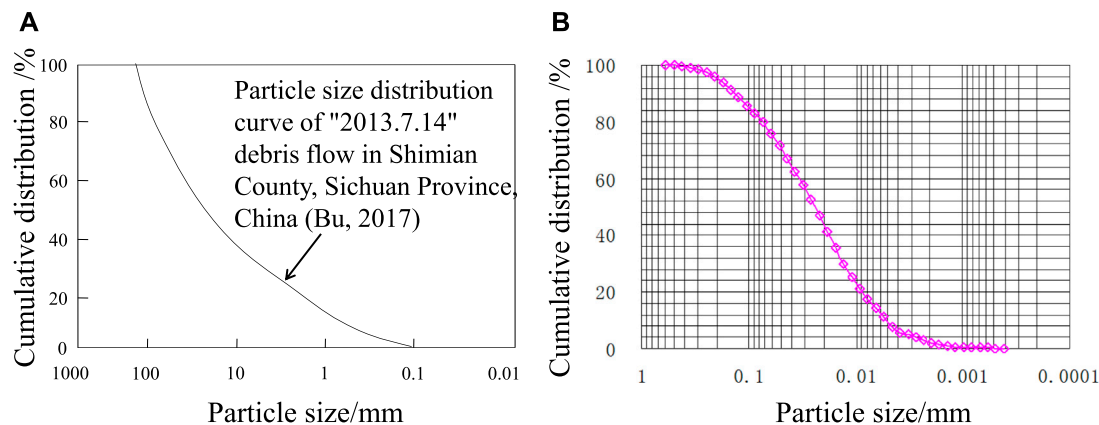 A
Cumulative distribution /%
100
80
60
40
20
0
Particle size distribution
curve of "2013.7.14"
debris flow in Shimian
County, Sichuan Province,
China (Bu, 2017)
1000 100 10 1 0.1 0.01
Particle size/mm
B
Cumulative distribution /%
100
80
60
40
20
0
1 0.1 0.01 0.001 0.0001
Particle size/mm